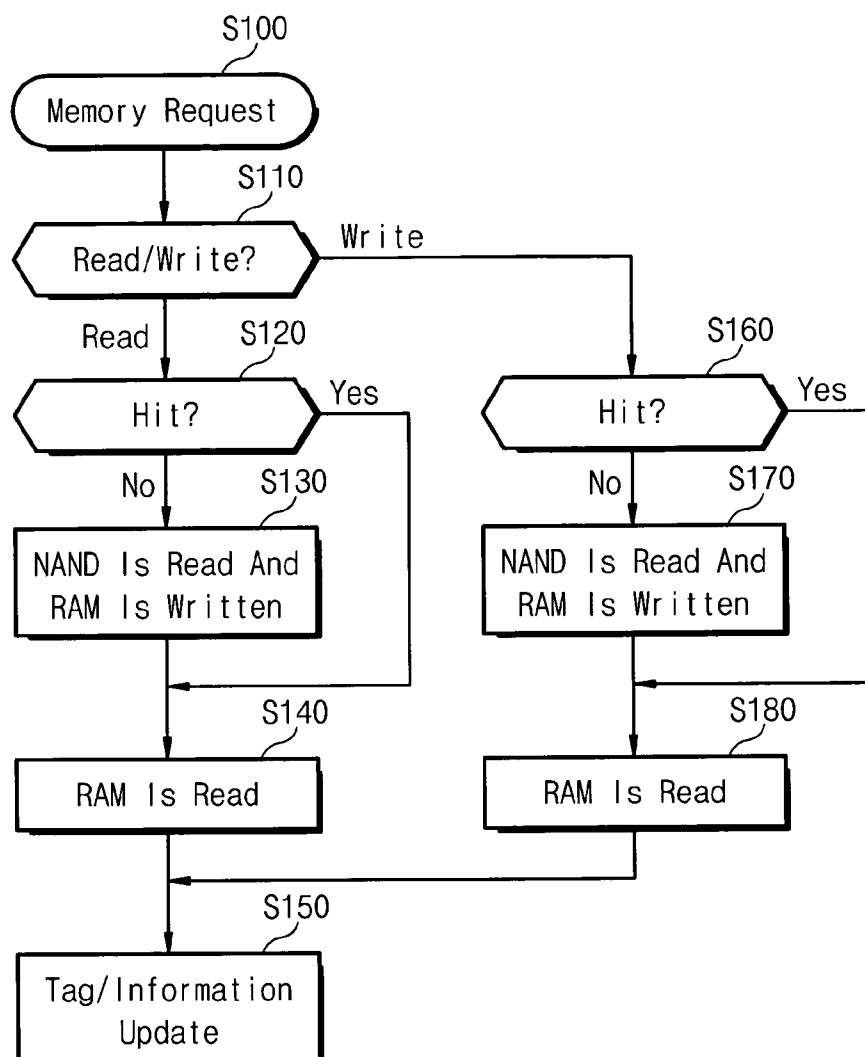 S100
Memory Request
S110
Read/Write?
Write
Read
S120
Hit?
Yes
S160
Hit?
Yes
No
S130
NAND Is Read And
RAM Is Written
No
S170
NAND Is Read And
RAM Is Written
S140
RAM Is Read
S180
RAM Is Read
S150
Tag/Information
Update